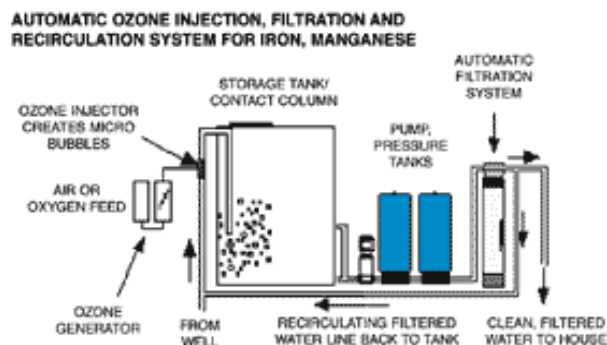 AUTOMATIC OZONE INJECTION, FILTRATION AND
RECIRCULATION SYSTEM FOR IRON, MANGANESE
AUTOMATIC
FILTRATION
SYSTEM
STORAGE TANK/
CONTACT COLUMN
OZONE INJECTOR
CREATES MICRO
BUBBLES
PUMP,
PRESSURE
TANKS
AIR OR
OXYGEN FEED
OZONE
GENERATOR
FROM
WELL
RECIRCULATING FILTERED
WATER LINE BACK TO TANK
CLEAN, FILTERED
WATER TO HOUSE